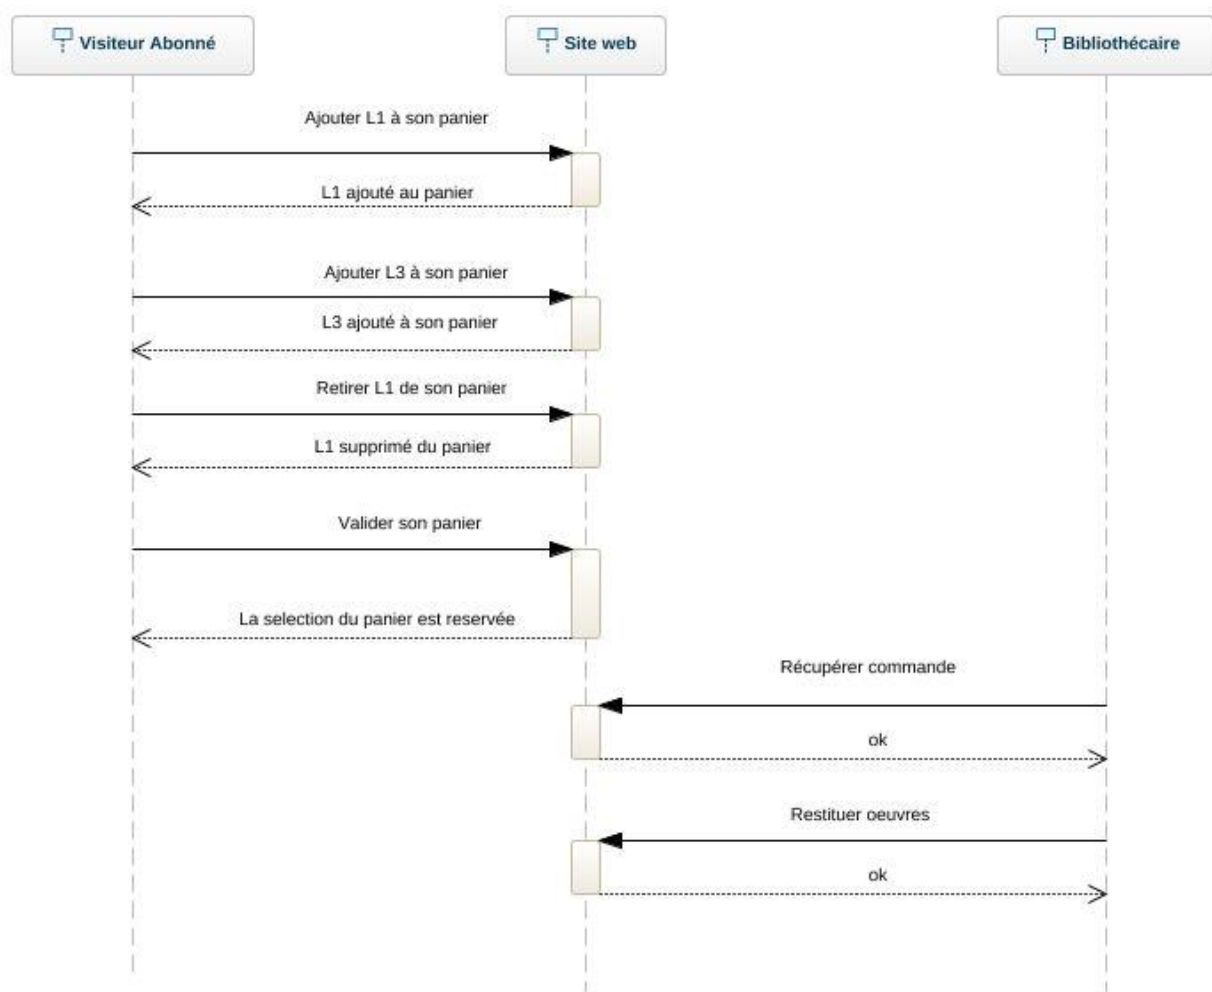 Visiteur Abonné
Site web
Bibliothécaire
Ajouter L1 à son panier
L1 ajouté au panier
Ajouter L3 à son panier
L3 ajouté à son panier
Retirer L1 de son panier
L1 supprimé du panier
Valider son panier
La selection du panier est reservée
Récupérer commande
ok
Restituer oeuvres
ok